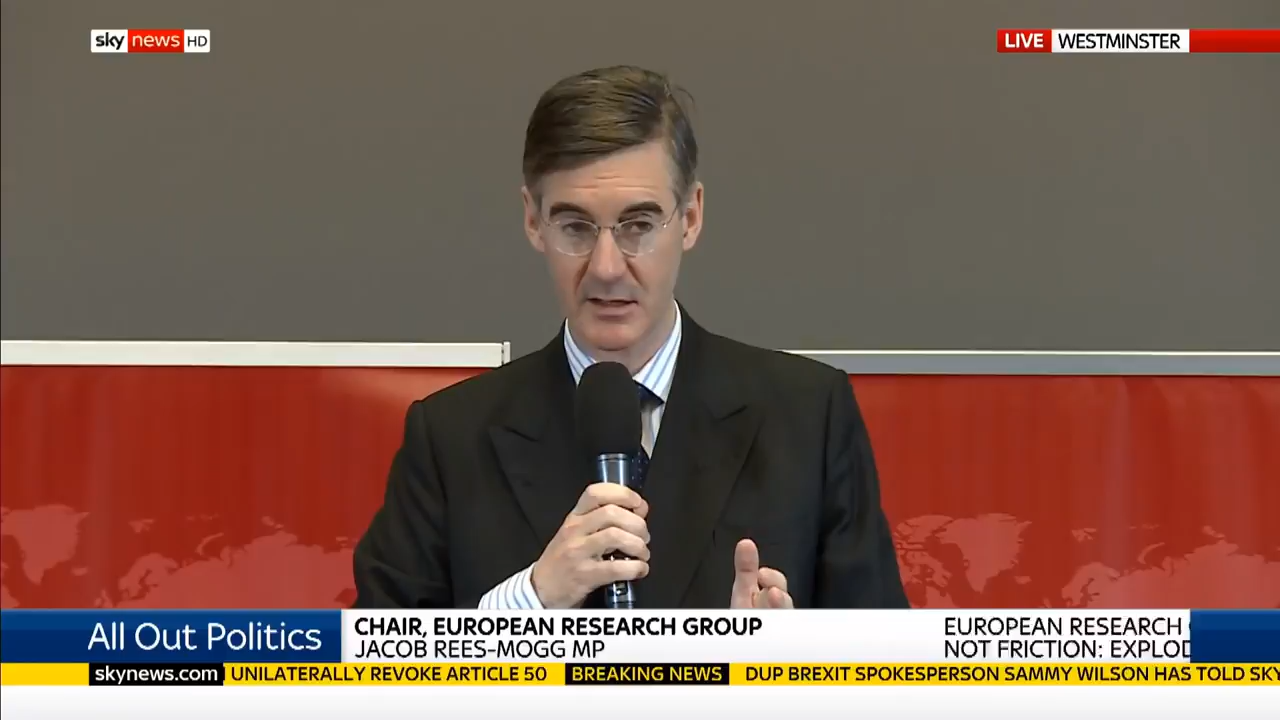 sky news HD
LIVE WESTMINSTER
All Out Politics
CHAIR, EUROPEAN RESEARCH GROUP
JACOB REES-MOGG MP
EUROPEAN RESEARCH
NOT FRICTION:
skynews.com UNILATERALLY REVOKE ARTICLE 50 BREAKING NEWS DUP BREXIT SPOKESPERSON SAMMY WILSON HAS TOLD SKY